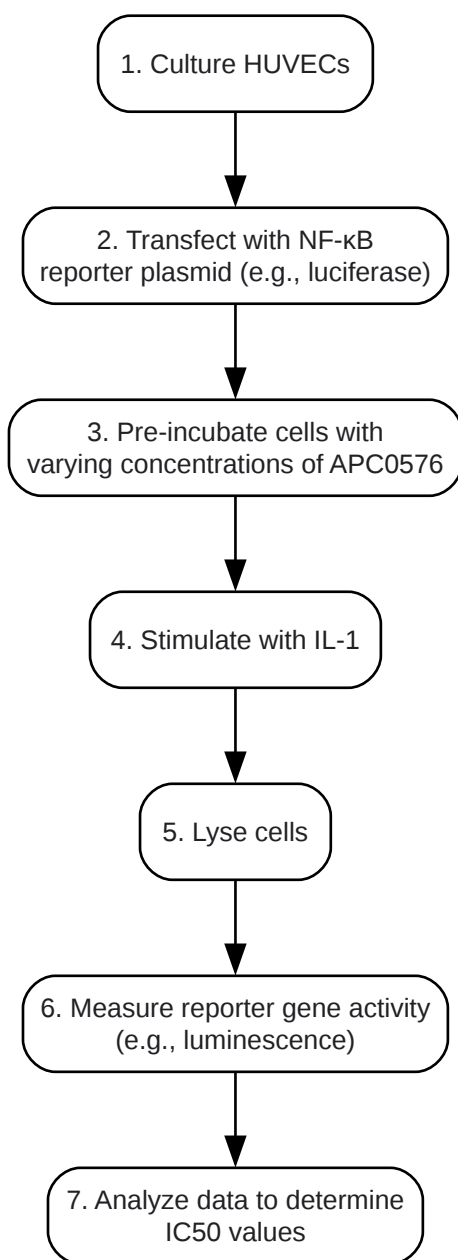 1. Culture HUVECs
2. Transfect with NF-κB
reporter plasmid (e.g., luciferase)
3. Pre-incubate cells with
varying concentrations of APC0576
4. Stimulate with IL-1
5. Lyse cells
6. Measure reporter gene activity
(e.g., luminescence)
7. Analyze data to determine
IC50 values